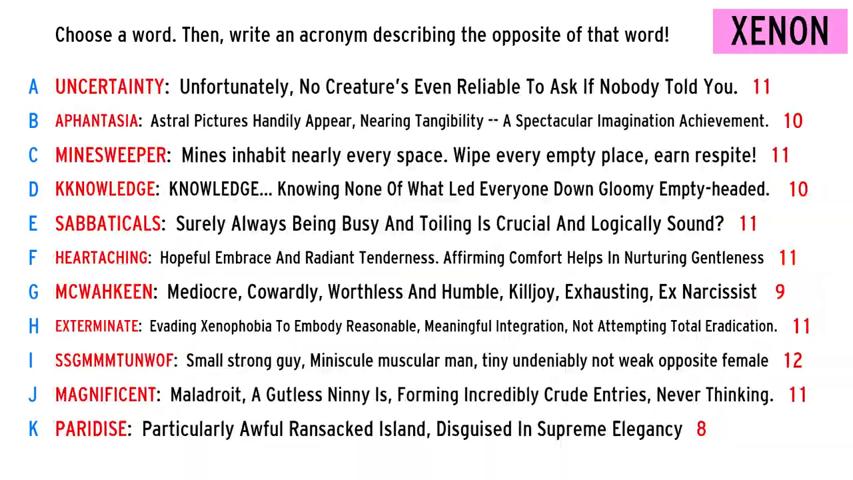 Choose a word. Then, write an acronym describing the opposite of that word!
XENON
A UNCERTAINTY: Unfortunately, No Creature's Even Reliable To Ask If Nobody Told You. 11
B APHANTASIA: Astral Pictures Handily Appear, Nearing Tangibility -- A Spectacular Imagination Achievement. 10
C MINESWEEPER: Mines inhabit nearly every space. Wipe every empty place, earn respite! 11
D KKNOWLEDGE: KNOWLEDGE... Knowing None Of What Led Everyone Down Gloomy Empty-headed. 10
E SABBATICALS: Surely Always Being Busy And Toiling Is Crucial And Logically Sound? 11
F HEARTACHING: Hopeful Embrace And Radiant Tenderness. Affirming Comfort Helps In Nurturing Gentleness 11
G MCWAHKEEN: Mediocre, Cowardly, Worthless And Humble, Killjoy, Exhausting, Ex Narcissist 9
H EXTERMINATE: Evading Xenophobia To Embody Reasonable, Meaningful Integration, Not Attempting Total Eradication. 11
I SSGMMMTUNWOF: Small strong guy, Miniscule muscular man, tiny undeniably not weak opposite female 12
J MAGNIFICENT: Maladroit, A Gutless Ninny Is, Forming Incredibly Crude Entries, Never Thinking. 11
K PARIDISE: Particularly Awful Ransacked Island, Disguised In Supreme Elegancy 8